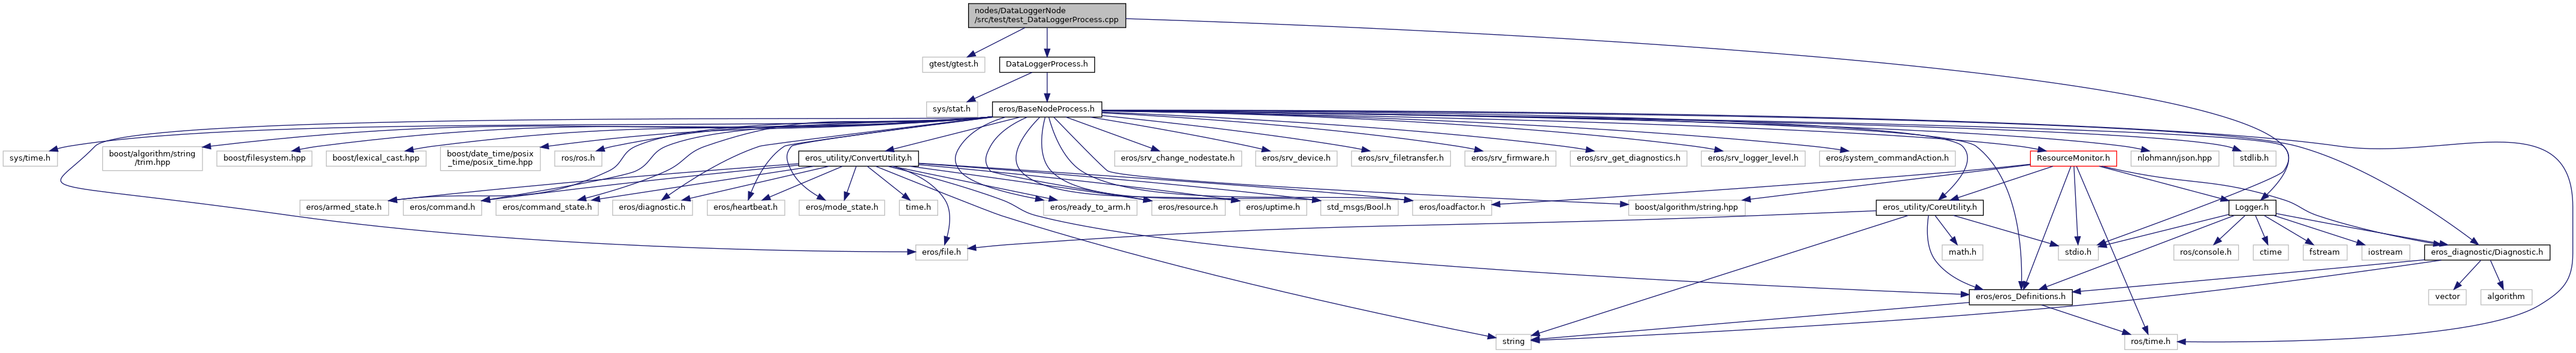 nodes/DataLoggerNode
/src/test/test_DataLoggerProcess.cpp
gtest/gtest.h
DataLoggerProcess.h
sys/stat.h
eros/BaseNodeProcess.h
sys/time.h
boost/algorithm/string
/trim.hpp
boost/filesystem.hpp
boost/lexical_cast.hpp
boost/date_time/posix
_time/posix_time.hpp
ros/ros.h
eros_utility/ConvertUtility.h
eros/srv_change_nodestate.h
eros/srv_device.h
eros/srv_filetransfer.h
eros/srv_firmware.h
eros/srv_get_diagnostics.h
eros/srv_logger_level.h
eros/system_commandAction.h
ResourceMonitor.h
nlohmann/json.hpp
stdlib.h
eros/armed_state.h
eros/command.h
eros/command_state.h
eros/diagnostic.h
eros/heartbeat.h
eros/mode_state.h
time.h
eros/ready_to_arm.h
eros/resource.h
eros/uptime.h
std_msgs/Bool.h
eros/loadfactor.h
boost/algorithm/string.hpp
eros_utility/CoreUtility.h
Logger.h
eros/file.h
math.h
stdio.h
ros/console.h
ctime
fstream
iostream
eros_diagnostic/Diagnostic.h
eros/eros_Definitions.h
vector
algorithm
string
ros/time.h